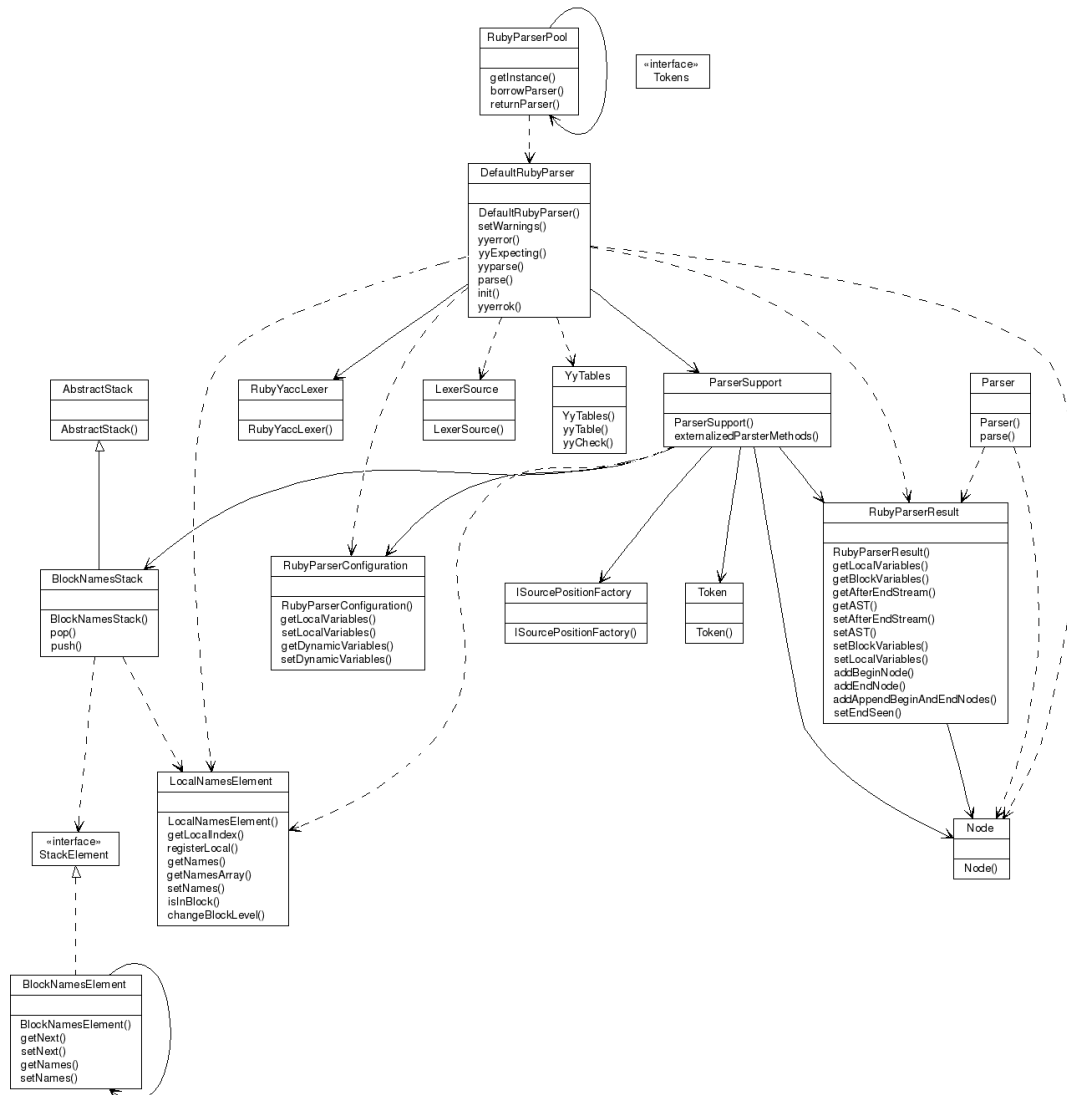 RubyParserPool
getInstance()
borrowParser()
returnParser()
«interface»
Tokens
DefaultRubyParser
DefaultRubyParser()
setWarnings()
yyerror()
yyExpecting()
yyparse()
parse()
init()
yyerrok()
AbstractStack
AbstractStack()
RubyYaccLexer
RubyYaccLexer()
LexerSource
LexerSource()
YyTables
YyTables()
yyTable()
yyCheck()
ParserSupport
ParserSupport()
externalizedParsterMethods()
Parser
Parser()
parse()
BlockNamesStack
BlockNamesStack()
pop()
push()
RubyParserConfiguration
RubyParserConfiguration()
getLocalVariables()
setLocalVariables()
getDynamicVariables()
setDynamicVariables()
ISourcePositionFactory
ISourcePositionFactory()
Token
Token()
RubyParserResult
RubyParserResult()
getLocalVariables()
getBlockVariables()
getAfterEndStream()
getAST()
setAfterEndStream()
setAST()
setBlockVariables()
setLocalVariables()
addBeginNode()
addEndNode()
addAppendBeginAndEndNodes()
setEndSeen()
LocalNamesElement
LocalNamesElement()
getLocalIndex()
registerLocal()
getNames()
getNamesArray()
setNames()
isInBlock()
changeBlockLevel()
«interface»
StackElement
Node
Node()
BlockNamesElement
BlockNamesElement()
getNext()
setNext()
getNames()
setNames()